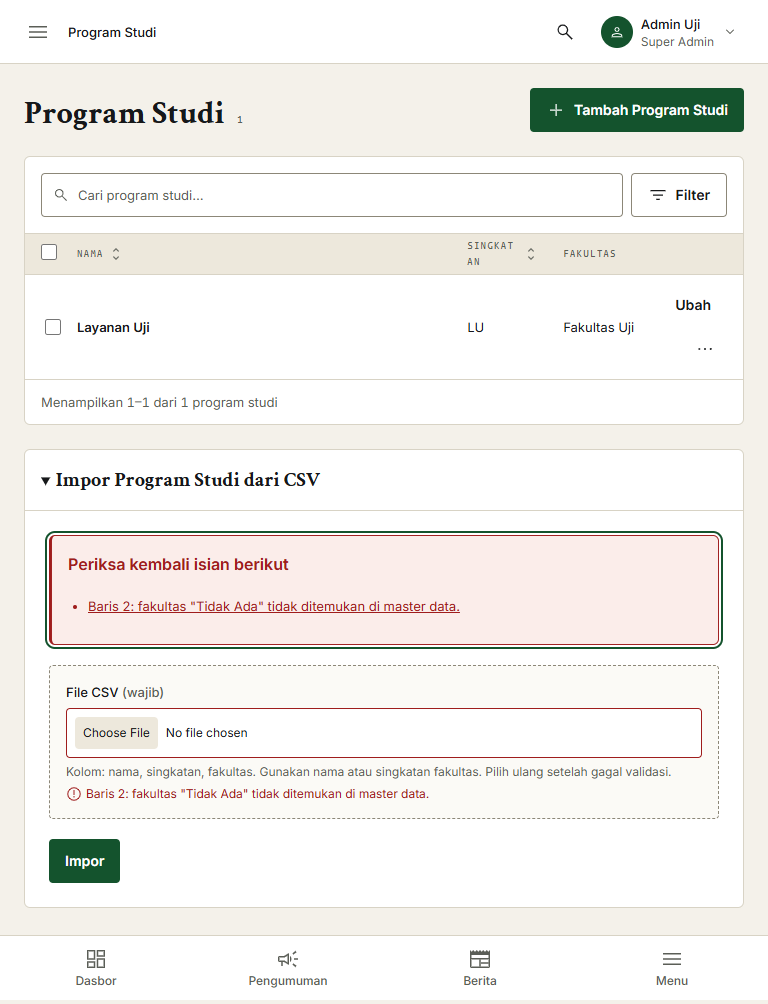 Program Studi
Admin Uji
Super Admin
Program Studi 1
Tambah Program Studi
Cari program studi...
Filter
NAMA
SINGKAT
AN
FAKULTAS
Layanan Uji
LU
Fakultas Uji
Ubah
...
Menampilkan 1–1 dari 1 program studi
Impor Program Studi dari CSV
Periksa kembali isian berikut
Baris 2: fakultas "Tidak Ada" tidak ditemukan di master data.
File CSV (wajib)
Choose File No file chosen
Kolom: nama, singkatan, fakultas. Gunakan nama atau singkatan fakultas. Pilih ulang setelah gagal validasi.
Baris 2: fakultas "Tidak Ada" tidak ditemukan di master data.
Impor
Dasbor
Pengumuman
Berita
Menu